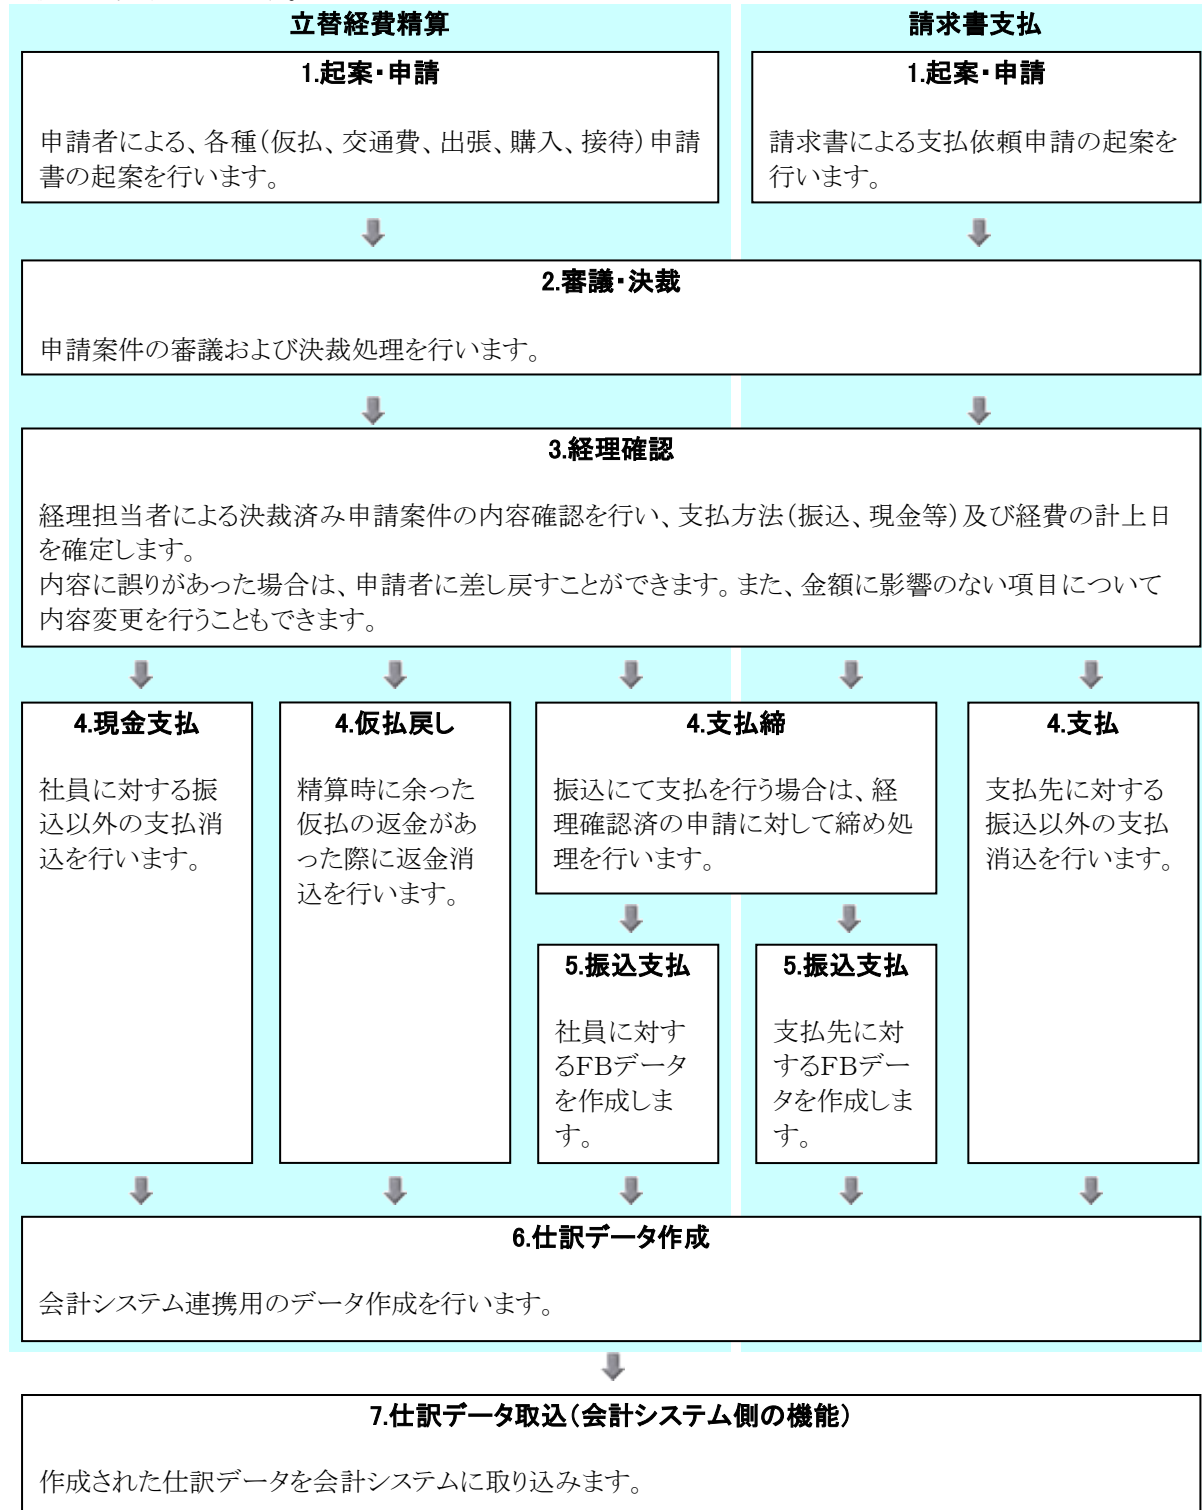 立替経費精算
請求書支払
1.起案・申請
申請者による、各種(仮払、交通費、出張、購入、接待)申請
書の起案を行います。
1.起案・申請
請求書による支払依頼申請の起案を
行います。
2.審議・決裁
申請案件の審議および決裁処理を行います。
3.経理確認
経理担当者による決裁済み申請案件の内容確認を行い、支払方法(振込、現金等)及び経費の計上日
を確定します。
内容に誤りがあった場合は、申請者に差し戻すことができます。また、金額に影響のない項目について
内容変更を行うこともできます。
4.現金支払
社員に対する振
込以外の支払消
込を行います。
4.仮払戻し
精算時に余った
仮払の返金があ
った際に返金消
込を行います。
4.支払締
振込にて支払を行う場合は、経
理確認済の申請に対して締め処
理を行います。
4.支払
支払先に対する
振込以外の支払
消込を行います。
5.振込支払
社員に対す
るFBデータ
を作成しま
す。
5.振込支払
支払先に対
するFBデー
タを作成しま
す。
6.仕訳データ作成
会計システム連携用のデータ作成を行います。
7.仕訳データ取込(会計システム側の機能)
作成された仕訳データを会計システムに取り込みます。